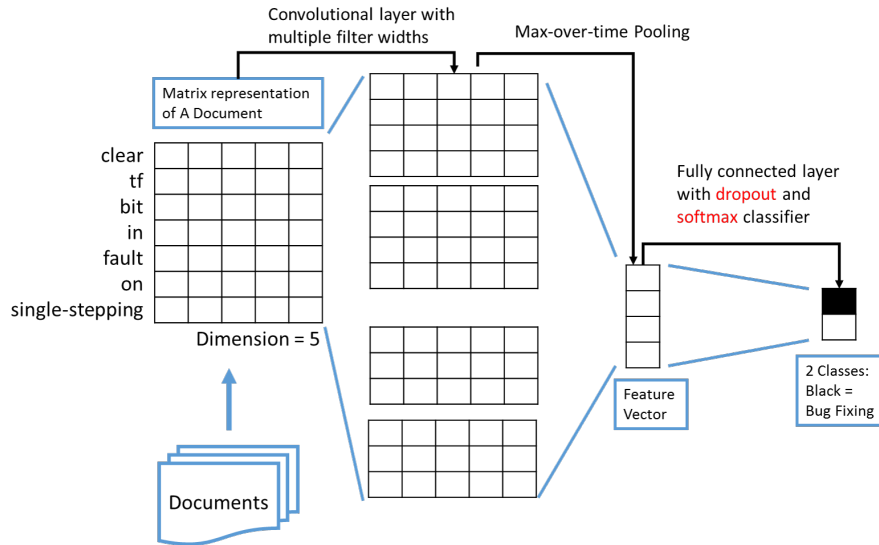 Convolutional layer with
multiple filter widths
Max-over-time Pooling
Matrix representation
of A Document
clear
tf
bit
in
fault
on
single-stepping
Dimension = 5
Documents
Fully connected layer
with dropout and
softmax classifier
Feature
Vector
2 Classes:
Black =
Bug Fixing